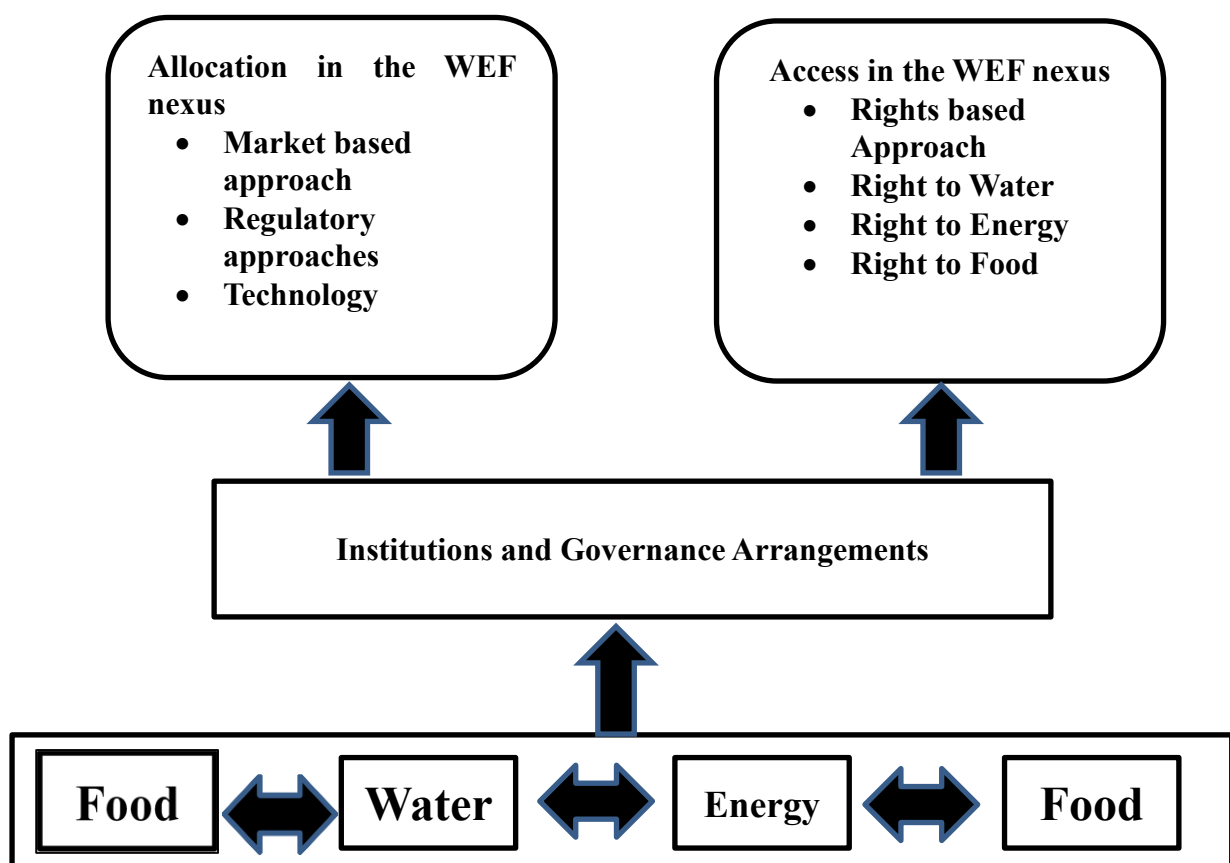 Allocation in the WEF
nexus
• Market based
approach
• Regulatory
approaches
• Technology
Access in the WEF nexus
• Rights based
Approach
• Right to Water
• Right to Energy
• Right to Food
Institutions and Governance Arrangements
Food Water Energy Food